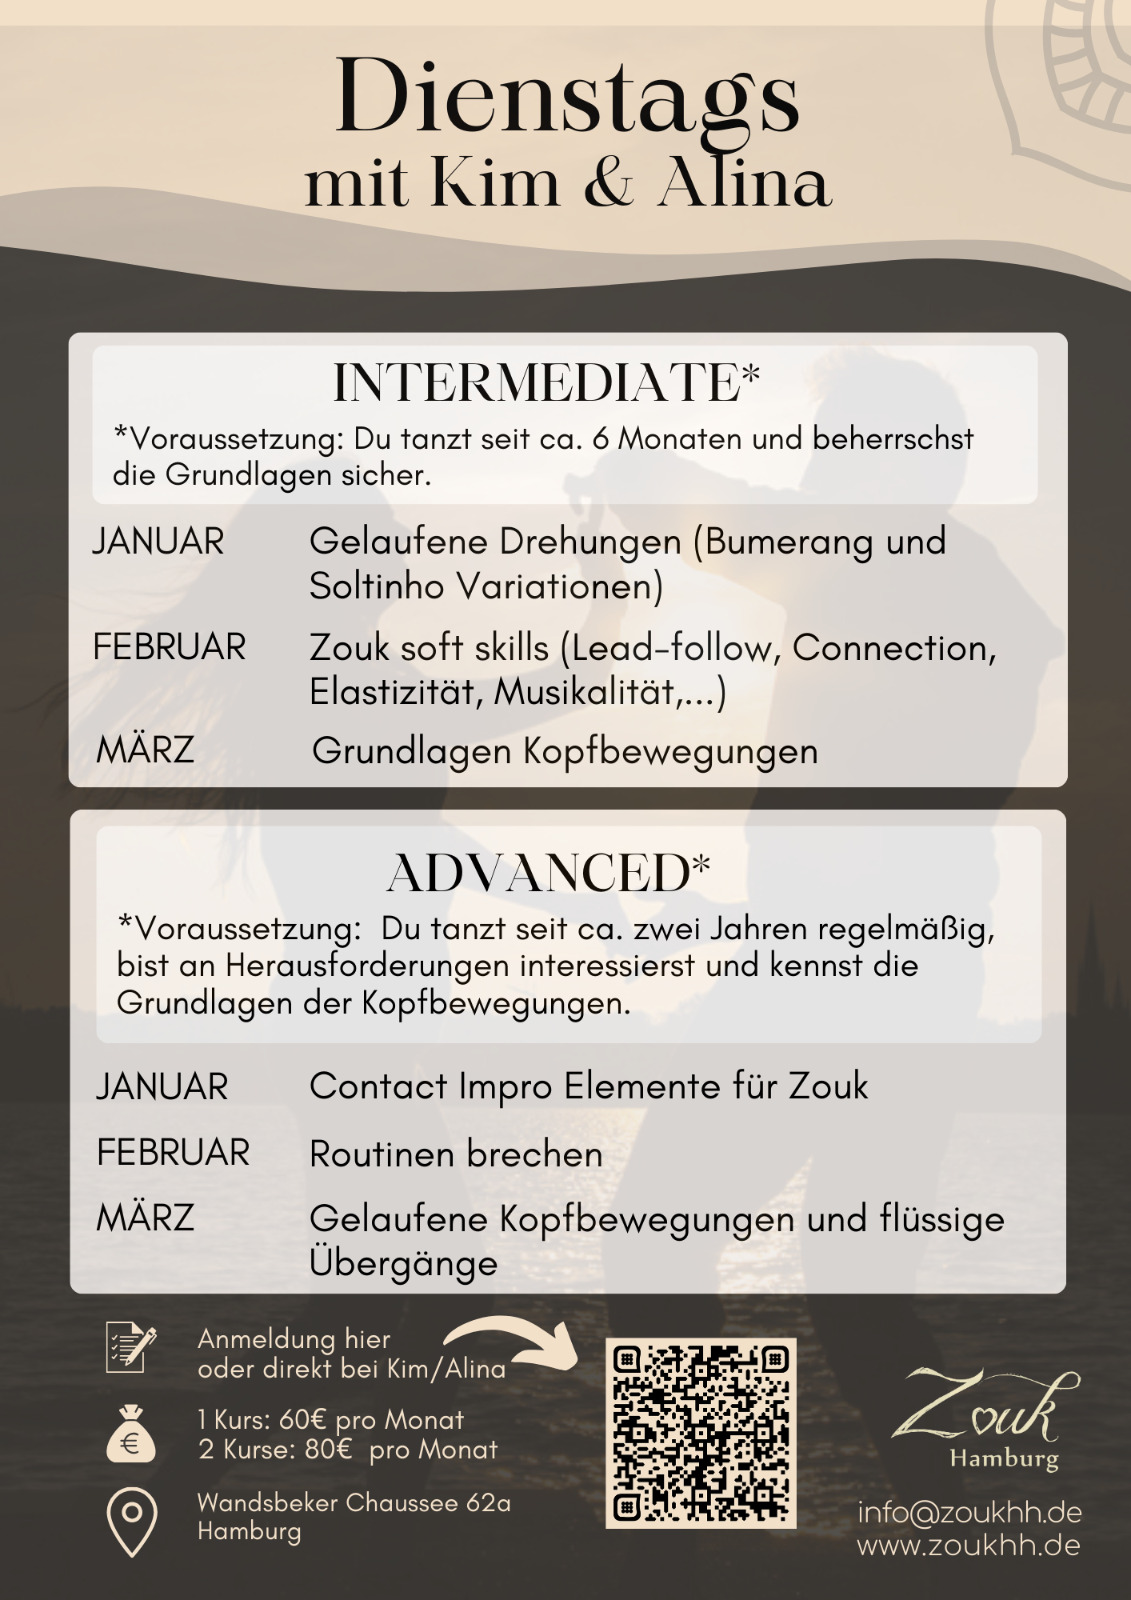 Dienstags
mit Kim & Alina
INTERMEDIATE*
*Voraussetzung: Du tanzt seit ca. 6 Monaten und beherrschst
die Grundlagen sicher.
JANUAR Gelaufene Drehungen (Bumerang und
Soltinho Variationen)
FEBRUAR Zouk soft skills (Lead-follow, Connection,
Elastizität, Musikalität,...)
MÄRZ Grundlagen Kopfbewegungen
ADVANCED*
*Voraussetzung: Du tanzt seit ca. zwei Jahren regelmäßig,
bist an Herausforderungen interessierst und kennst die
Grundlagen der Kopfbewegungen.
JANUAR Contact Impro Elemente für Zouk
FEBRUAR Routinen brechen
MÄRZ Gelaufene Kopfbewegungen und flüssige
Übergänge
Anmeldung hier
oder direkt bei Kim/Alina
1 Kurs: 60€ pro Monat
2 Kurse: 80€ pro Monat
€
Wandsbeker Chaussee 62a
Hamburg
Zouk
Hamburg
info@zoukhh.de
www.zoukhh.de